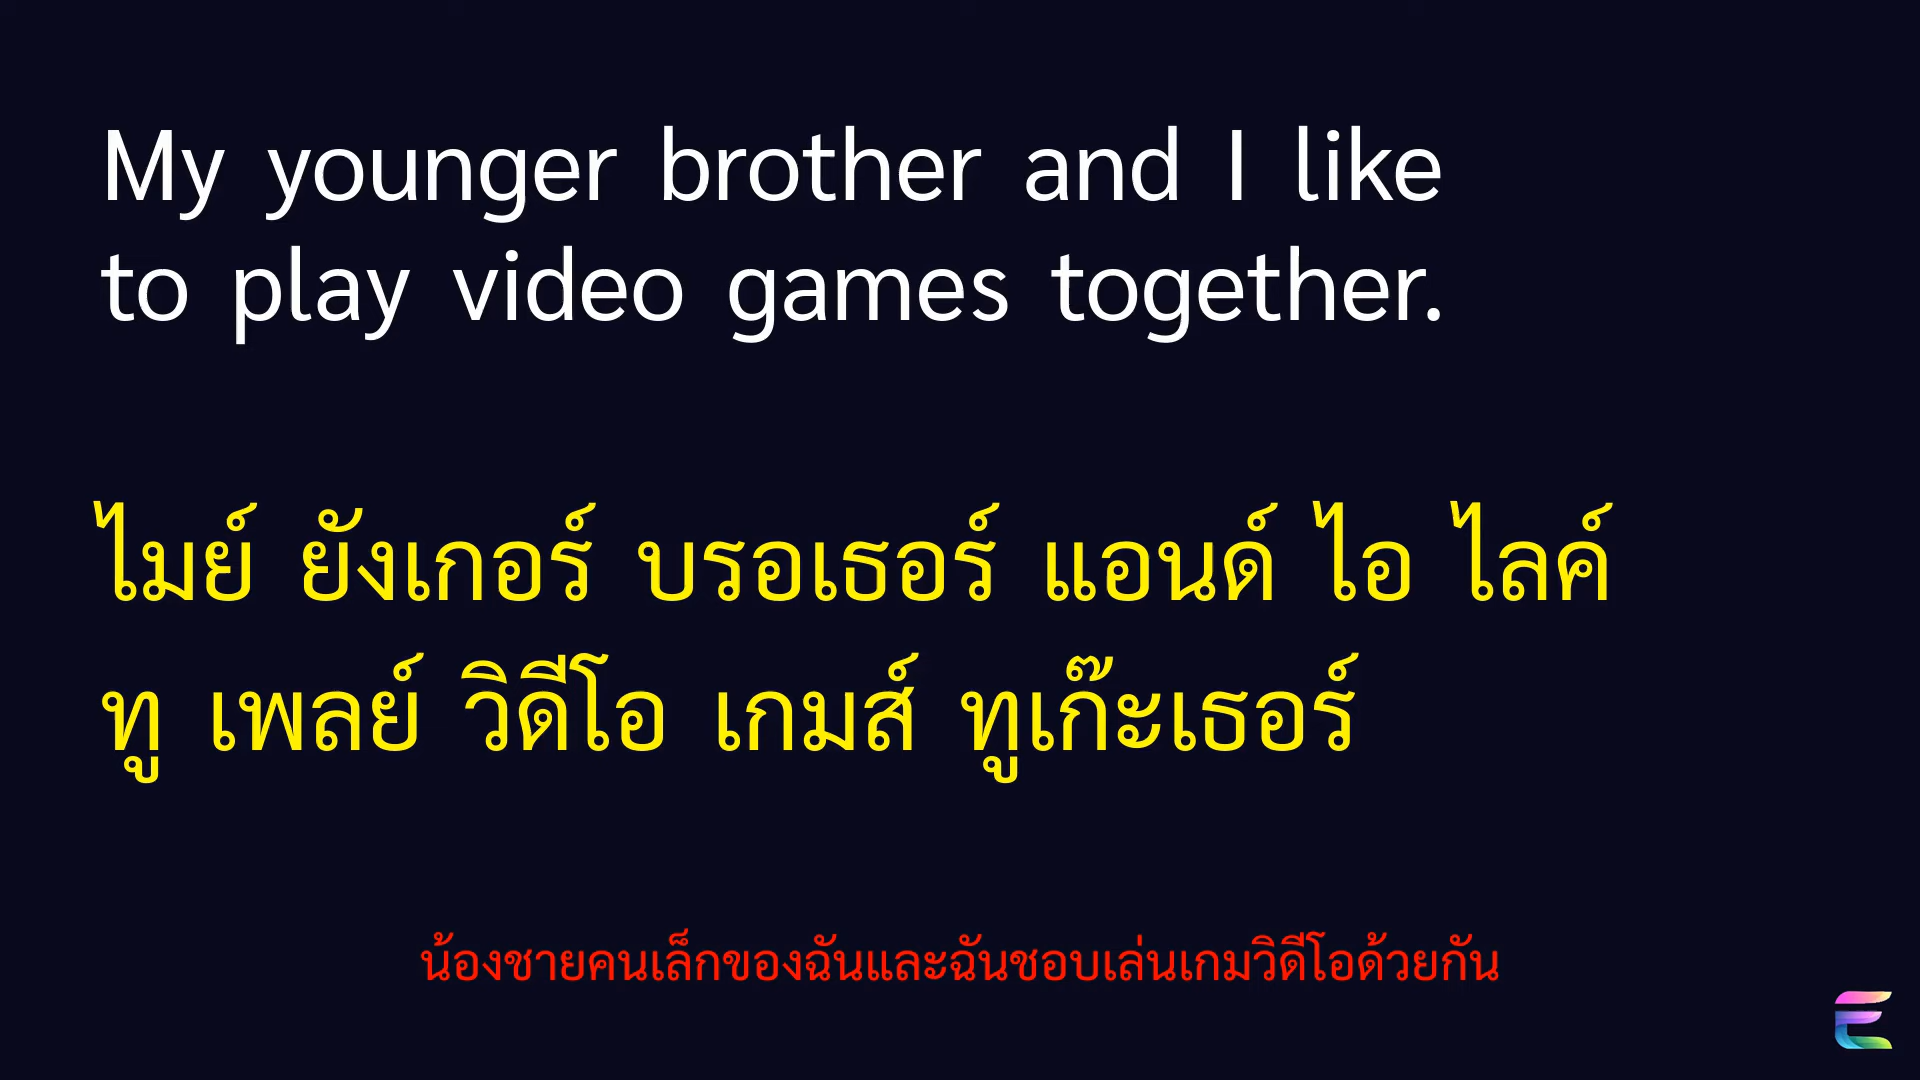 My younger brother and I like
to play video games together.
ไมย์ ยังเกอร์ บรอเธอร์ แอนด์ ไอ ไลค์
ทู เพลย์ วิดีโอ เกมส์ ทูเก๊ะเธอร์
น้องชายคนเล็กของฉันและฉันชอบเล่นเกมวิดีโอด้วยกัน